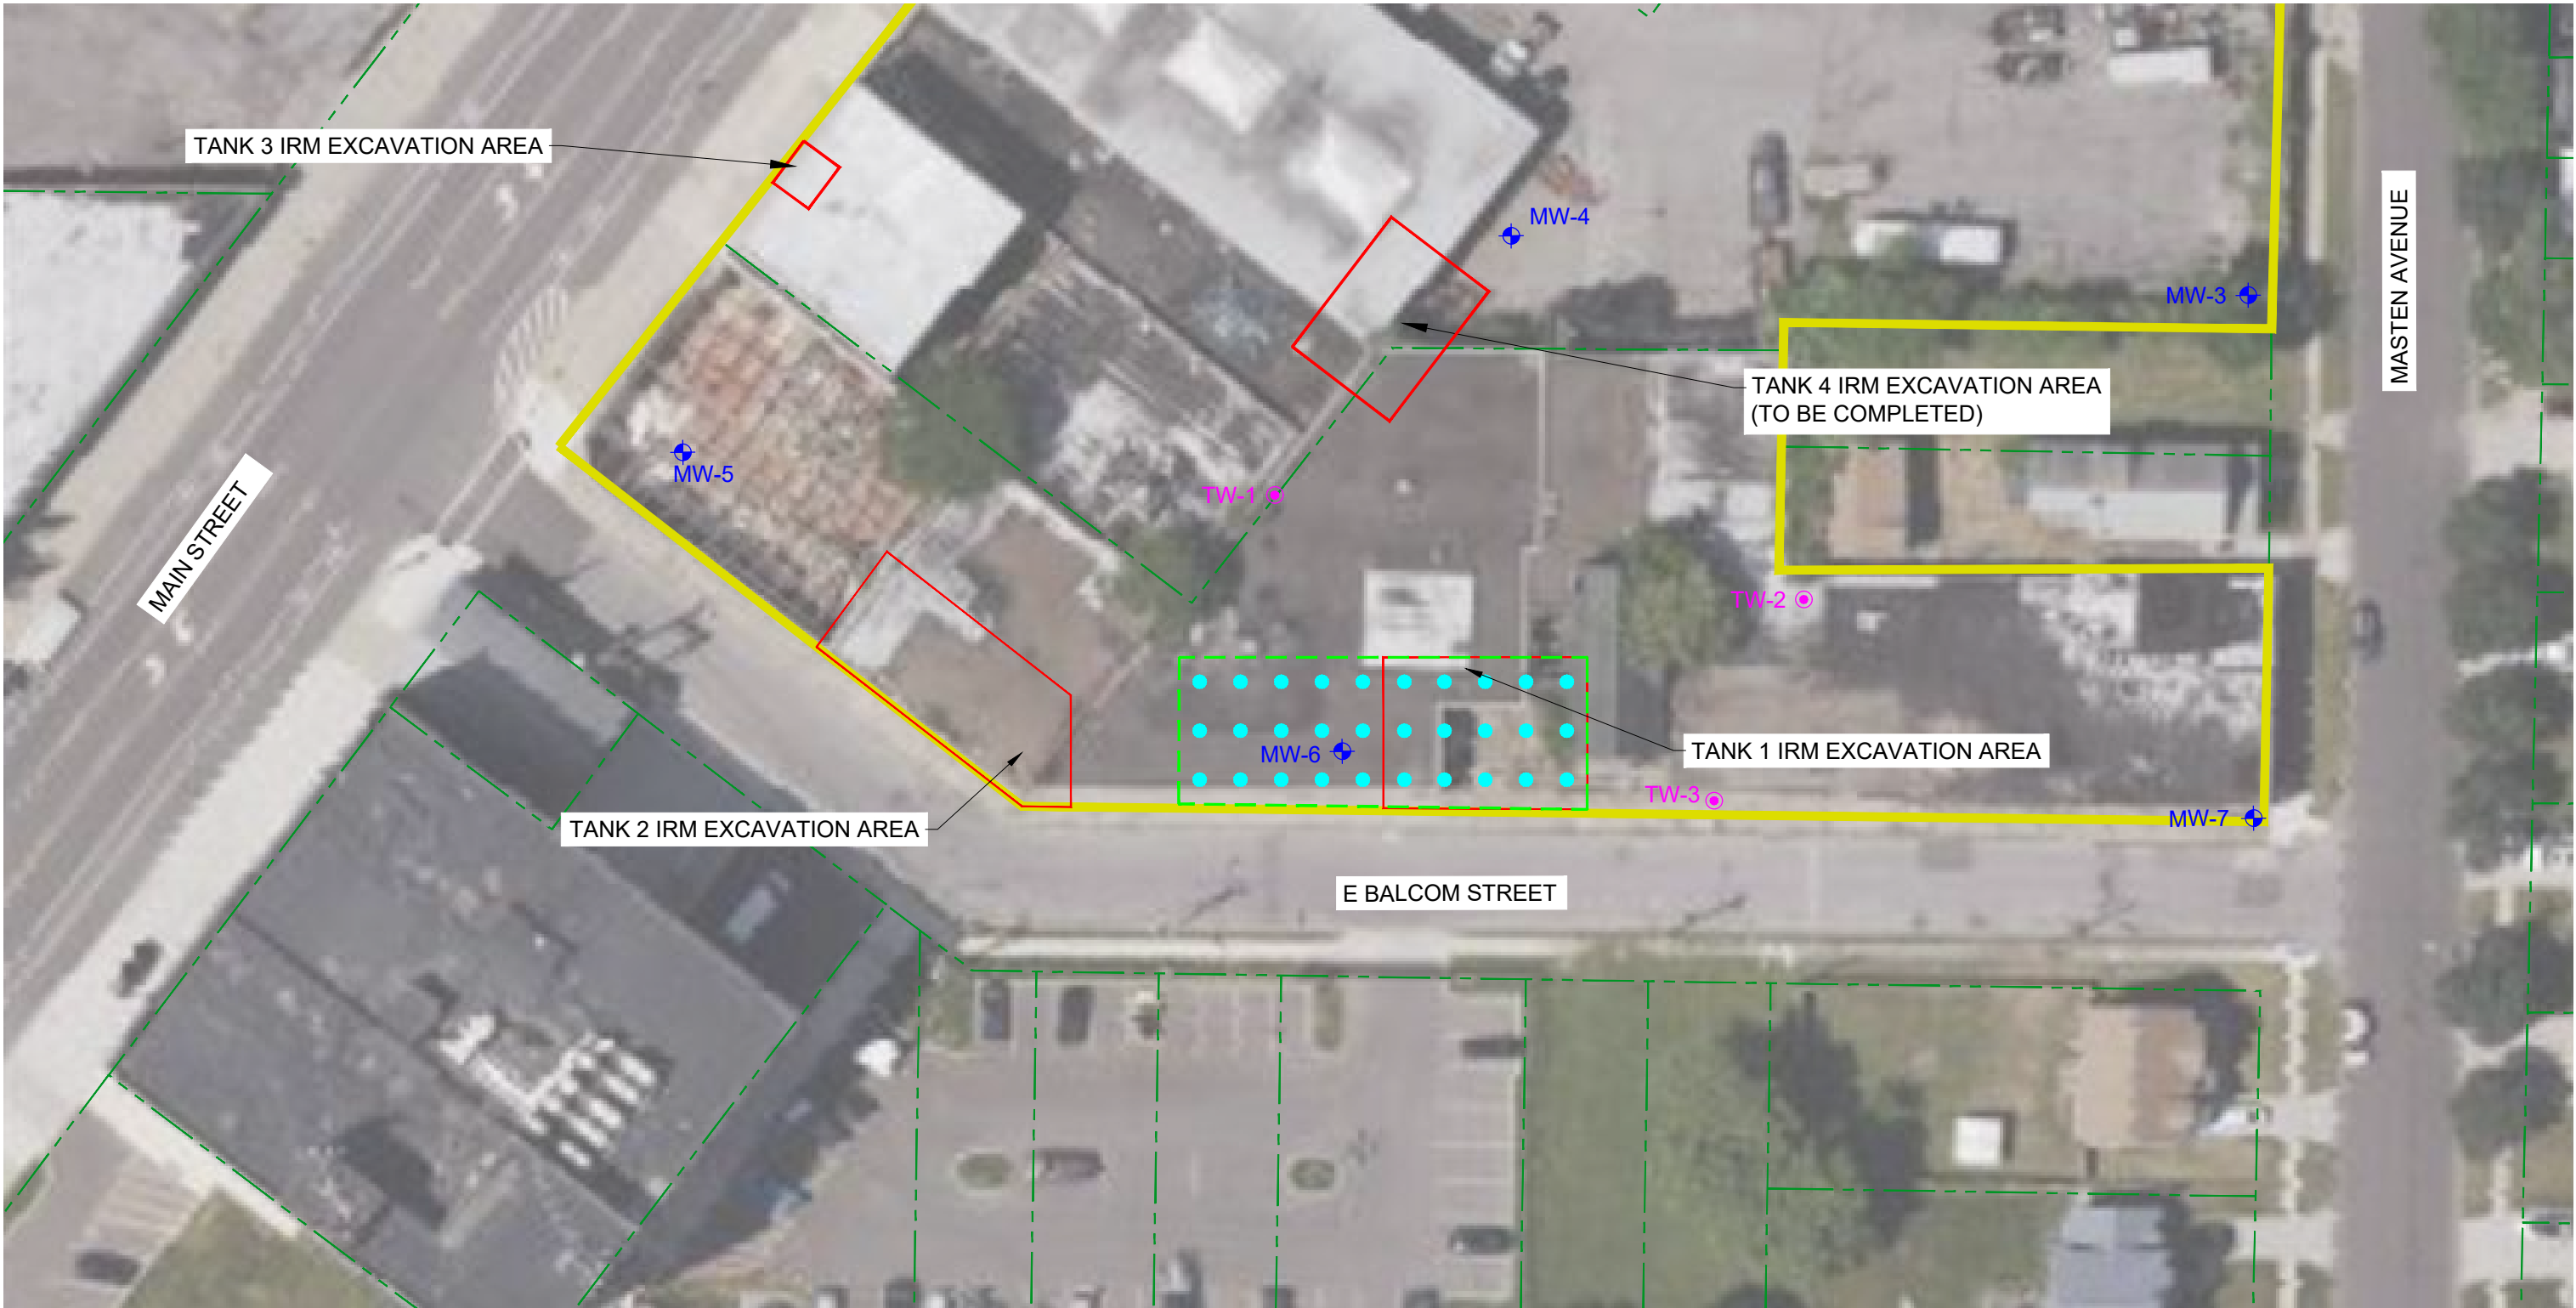 TANK 3 IRM EXCAVATION AREA
MW-4
MASTEN AVENUE
MW-3
TANK 4 IRM EXCAVATION AREA
(TO BE COMPLETED)
MW-5
TW-1
MAIN STREET
TW-2
MW-6
TANK 1 IRM EXCAVATION AREA
TW-3
MW-7
TANK 2 IRM EXCAVATION AREA
E BALCOM STREET